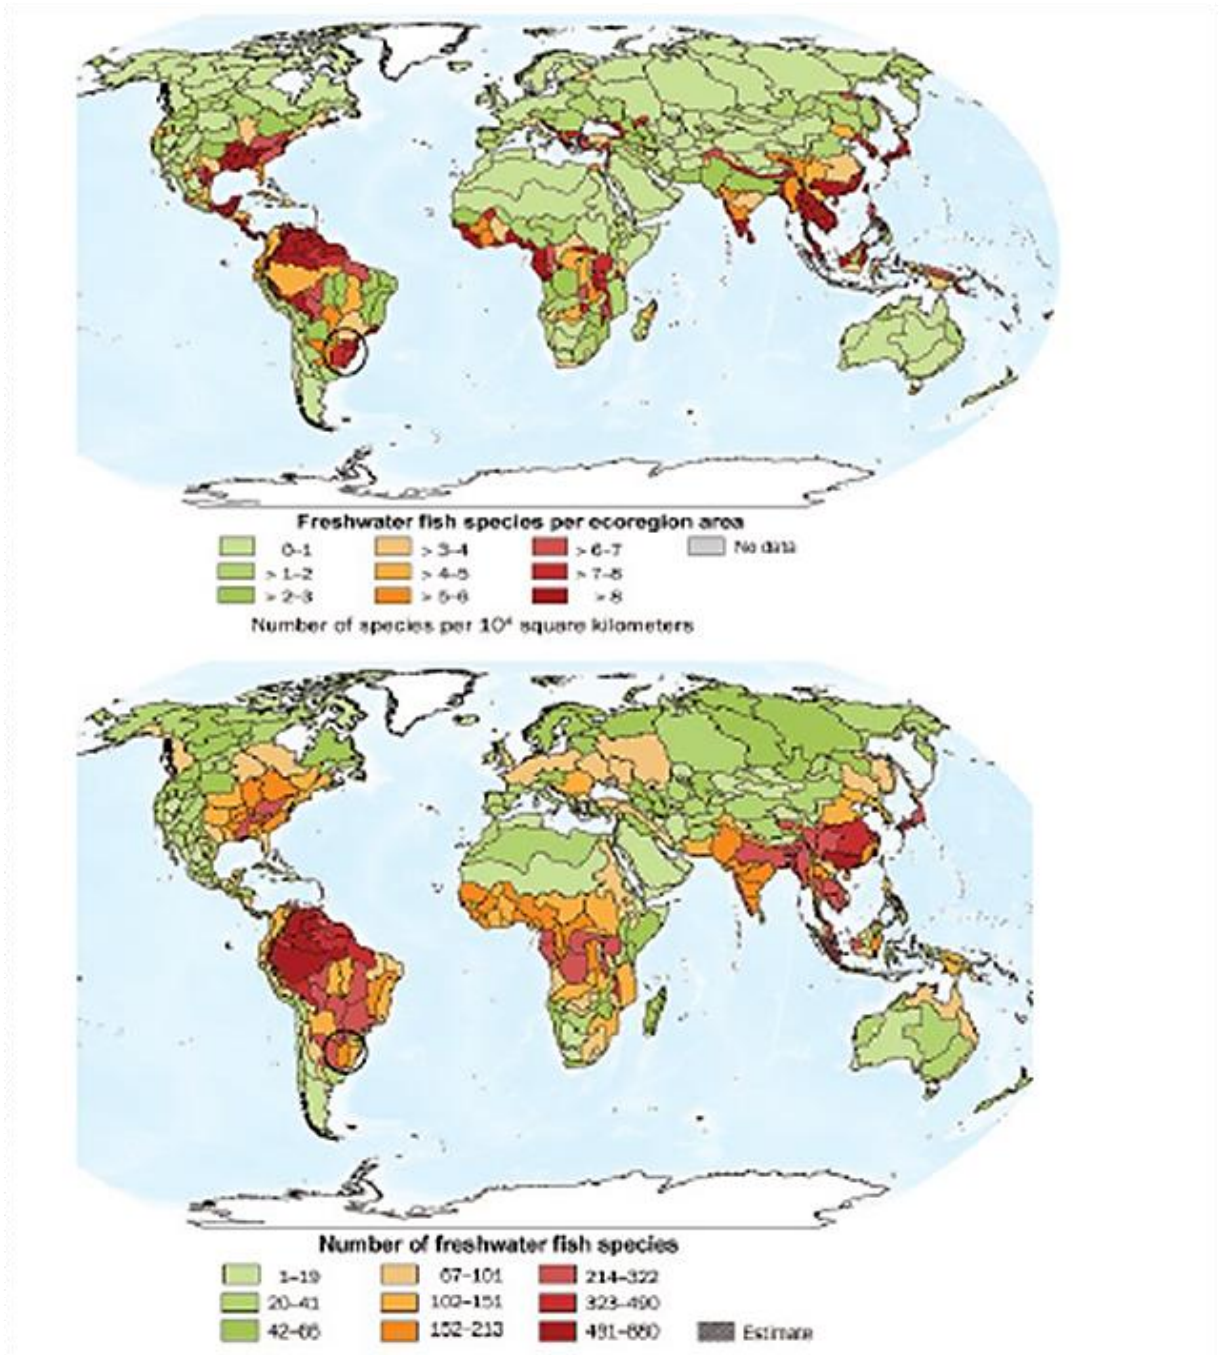 Freshwater fish species per ecoregion area
0-1 > 3-4 > 6-7 No data
> 1-2 > 4-5 > 7-8
> 2-3 > 5-6 > 8
Number of species per 10⁴ square kilometers
Number of freshwater fish species
1–19 67–101 214–322
20–41 102–151 323–490
42–66 152–213 491–680 Estimate